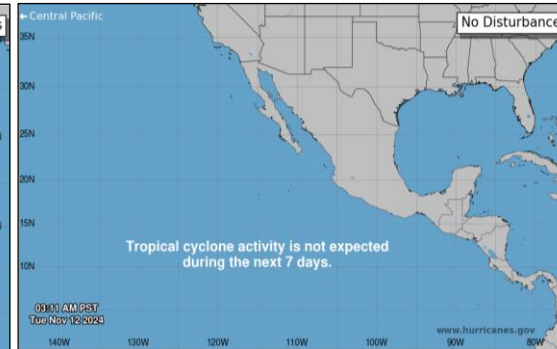 ←Central Pacific
No Disturbance
35N
30N
25N
20N
15N
10N
Tropical cyclone activity is not expected
during the next 7 days.
03:11 AM PST
Tue Nov 12 2024
www.hurricanes.gov
140W 130W 120W 110W 100W 90W 80W